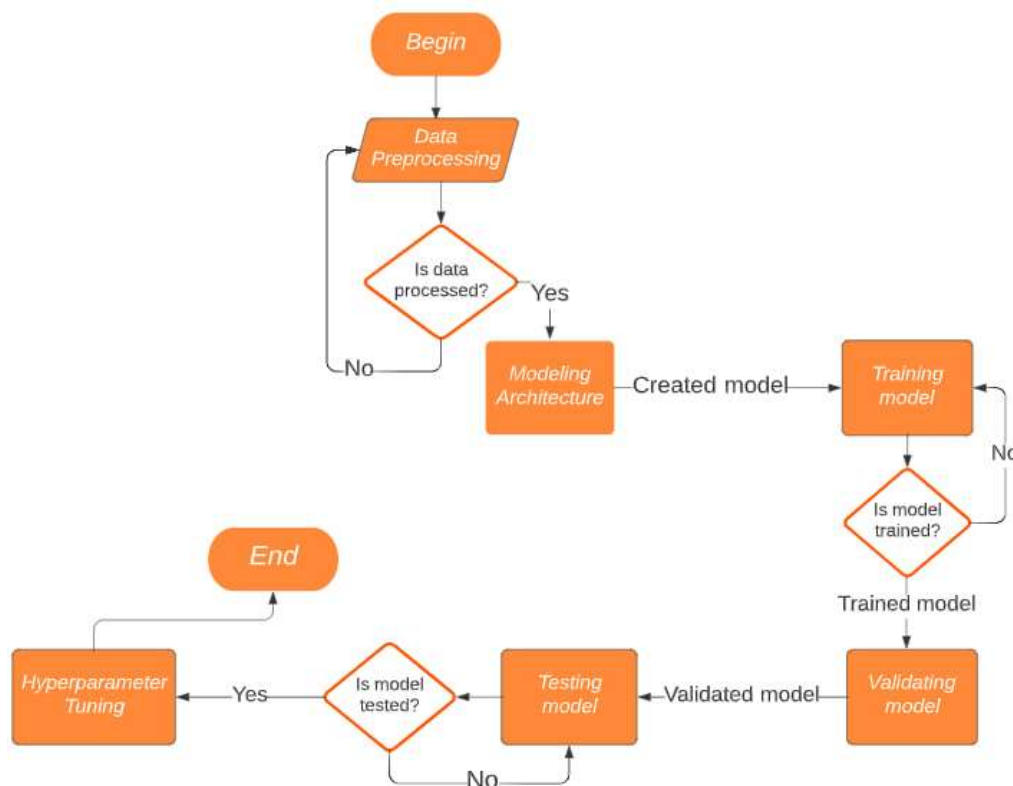 Begin
Data
Preprocessing
Is data
processed?
Yes
No
Modeling
Architecture
Created model
Training
model
No
Is model
trained?
Trained model
Validating
model
Validated model
Testing
model
No
Is model
tested?
Yes
Hyperparameter
Tuning
End